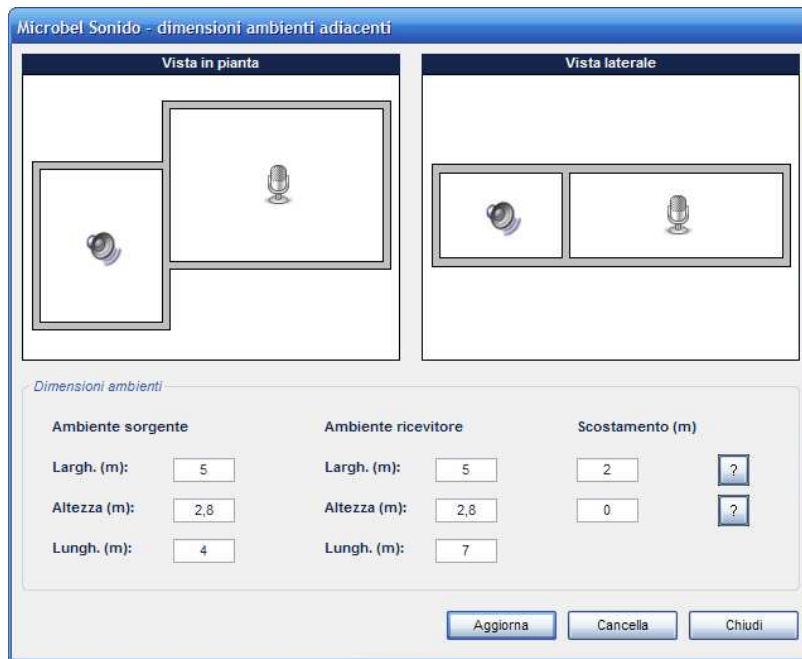 Microbel Sonido - dimensioni ambienti adiacenti
Vista in pianta
Vista laterale
Dimensioni ambienti
Ambiente sorgente Ambiente ricevitore Scostamento (m)
Largh. (m): 5 Largh. (m): 5 2 ?
Altezza (m): 2,8 Altezza (m): 2,8 0 ?
Lungh. (m): 4 Lungh. (m): 7
Aggiorna Cancella Chiudi